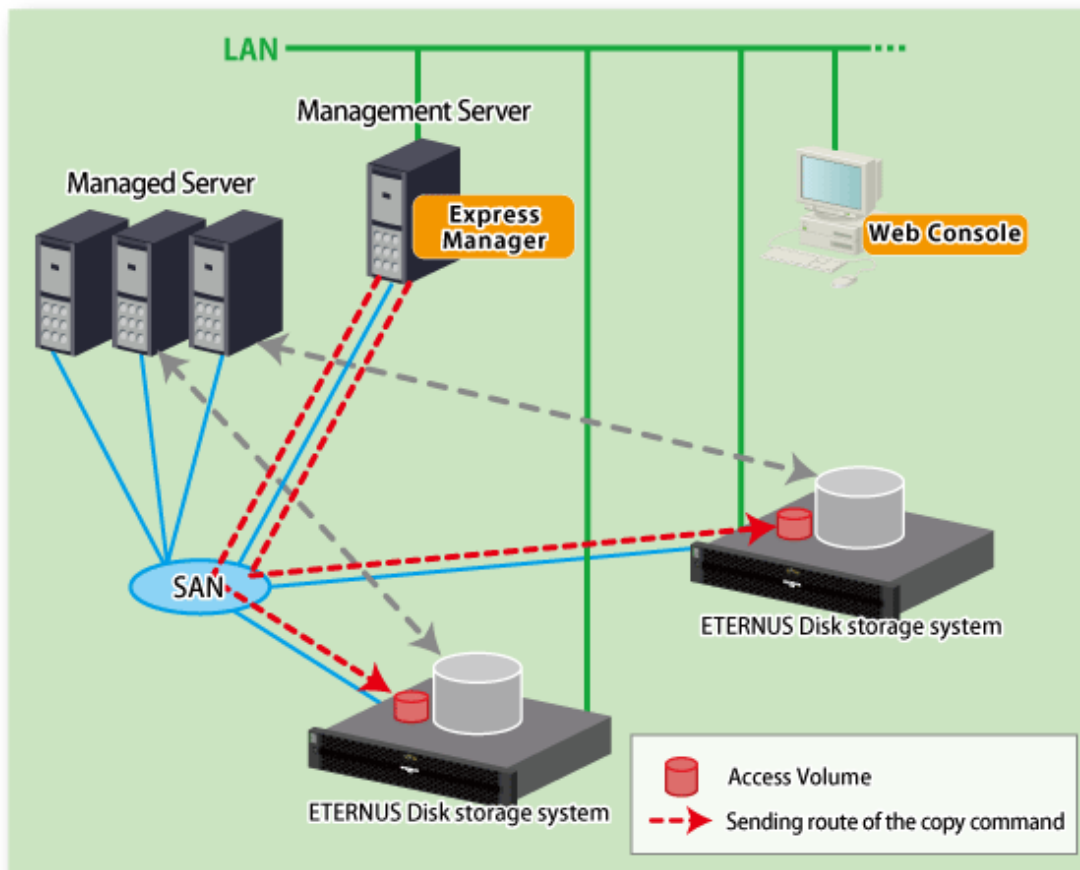 LAN
Management Server
Managed Server
Express
Manager
Web Console
SAN
ETERNUS Disk storage system
ETERNUS Disk storage system
Access Volume
Sending route of the copy command